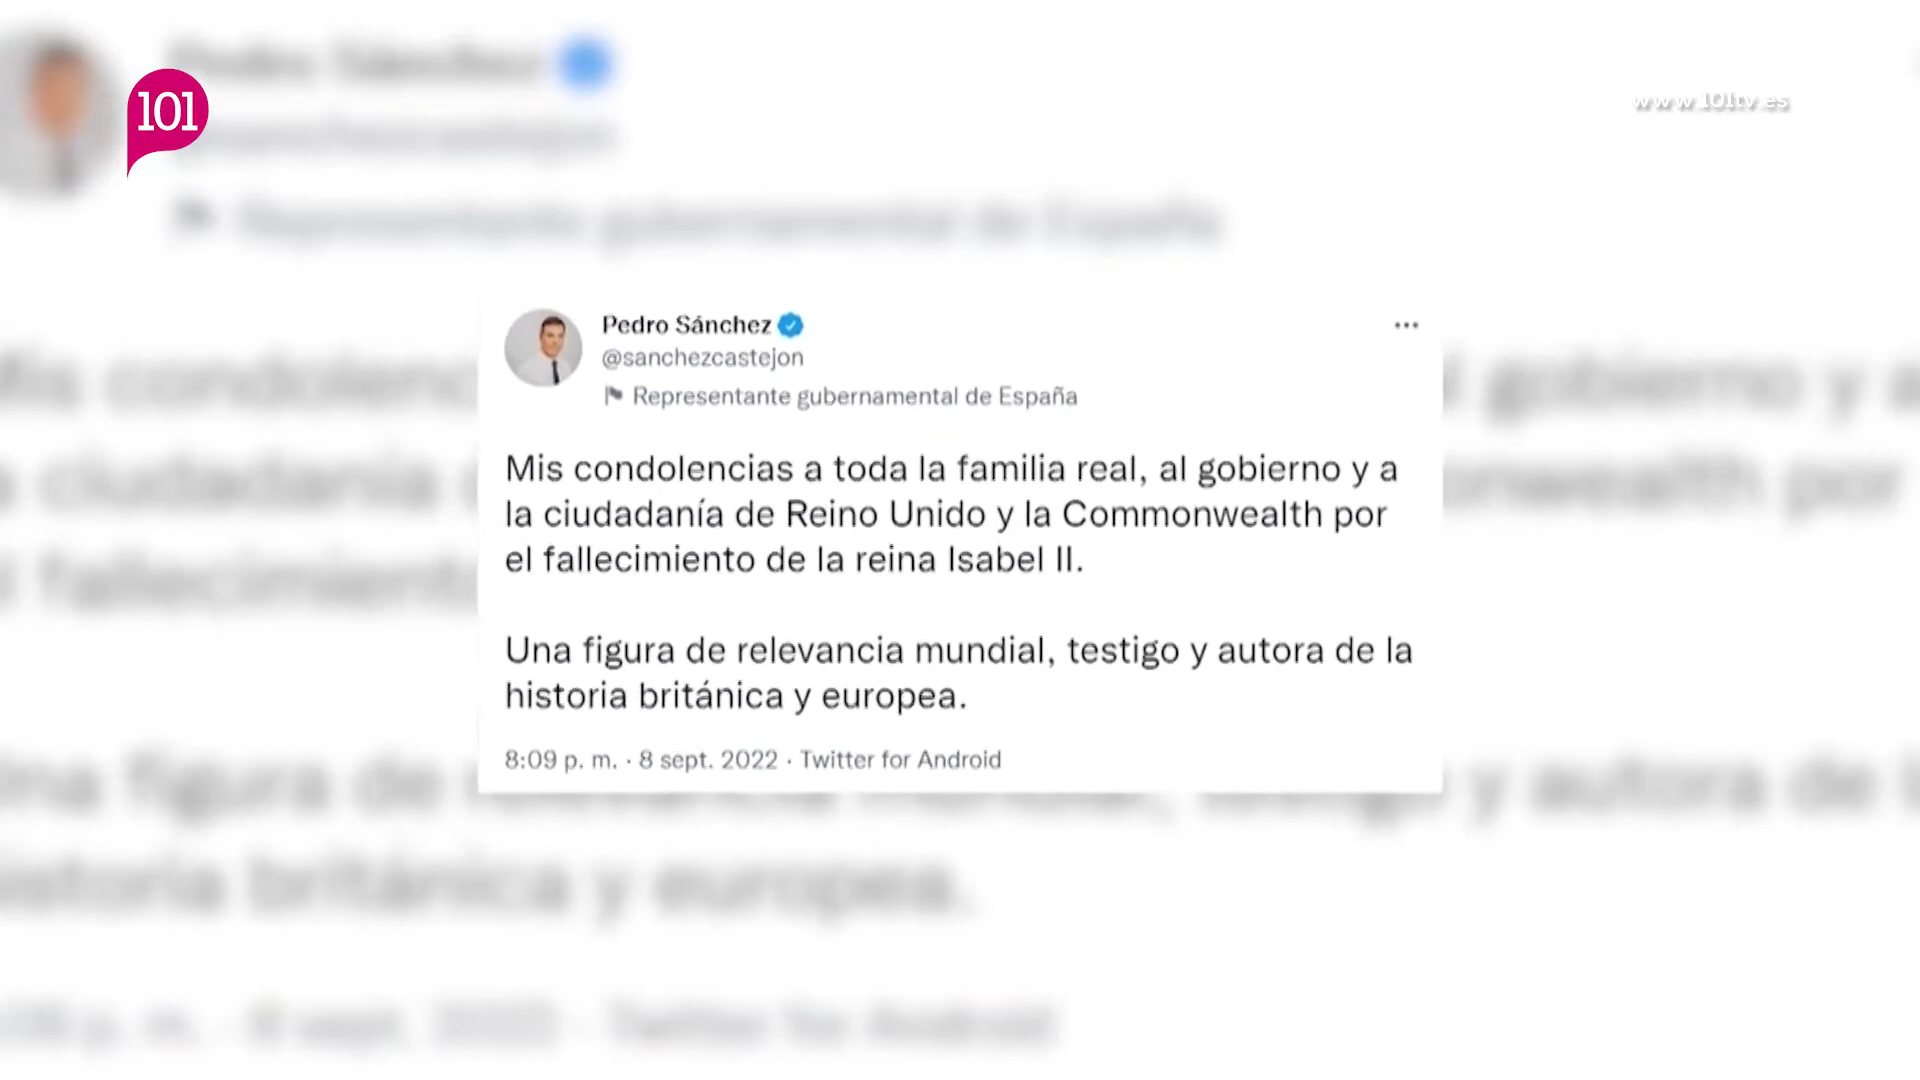 101
www.101tv.es
Pedro Sánchez
@sanchezcastejon
Representante gubernamental de España
Mis condolencias a toda la familia real, al gobierno y a
la ciudadanía de Reino Unido y la Commonwealth por
el fallecimiento de la reina Isabel II.
Una figura de relevancia mundial, testigo y autora de la
historia británica y europea.
8:09 p. m. · 8 sept. 2022 · Twitter for Android